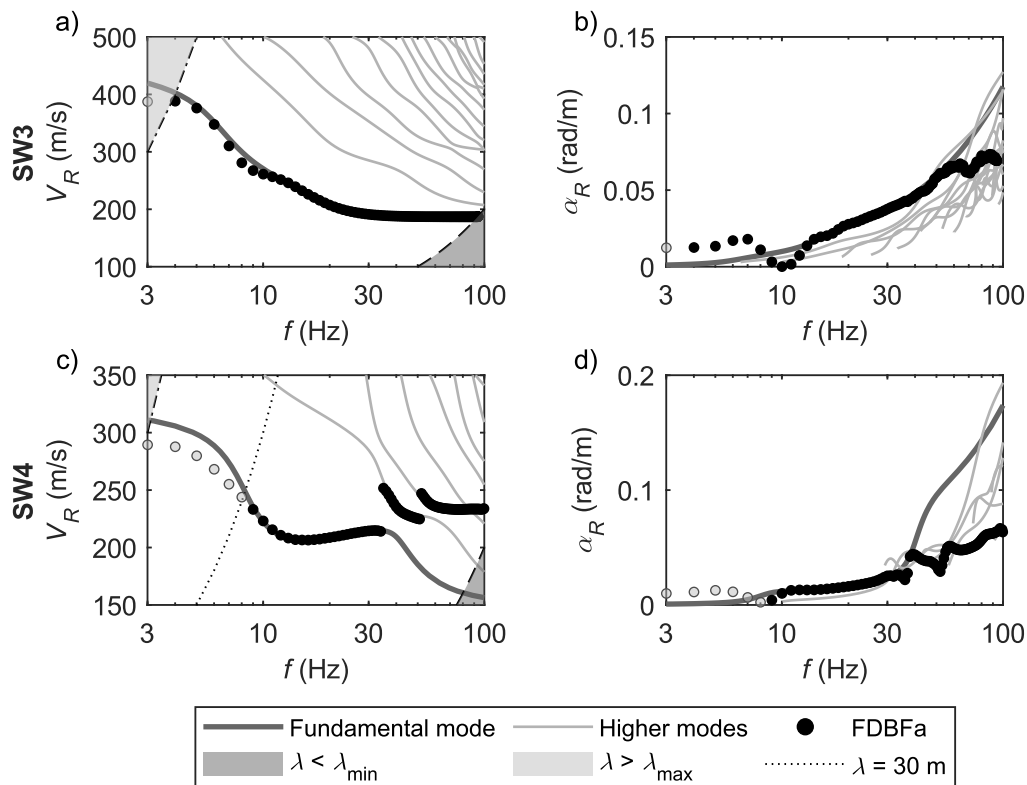 a)
500
400
300
200
100
SW3
V_R (m/s)
3 10 30 100
f (Hz)
b)
0.15
0.1
0.05
0
α_R (rad/m)
3 10 30 100
f (Hz)
c)
350
300
250
200
150
SW4
V_R (m/s)
3 10 30 100
f (Hz)
d)
0.2
0.1
0
α_R (rad/m)
3 10 30 100
f (Hz)
Fundamental mode Higher modes FDBFa
λ < λ_min λ > λ_max λ = 30 m